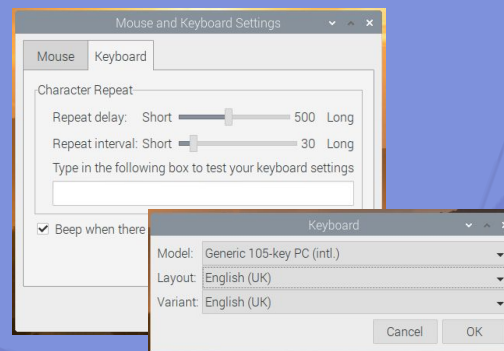 Mouse and Keyboard Settings
Mouse Keyboard
Character Repeat
Repeat delay: Short 500 Long
Repeat interval: Short 30 Long
Type in the following box to test your keyboard settings
Beep when there
Keyboard
Model: Generic 105-key PC (intl.)
Layout: English (UK)
Variant: English (UK)
Cancel OK